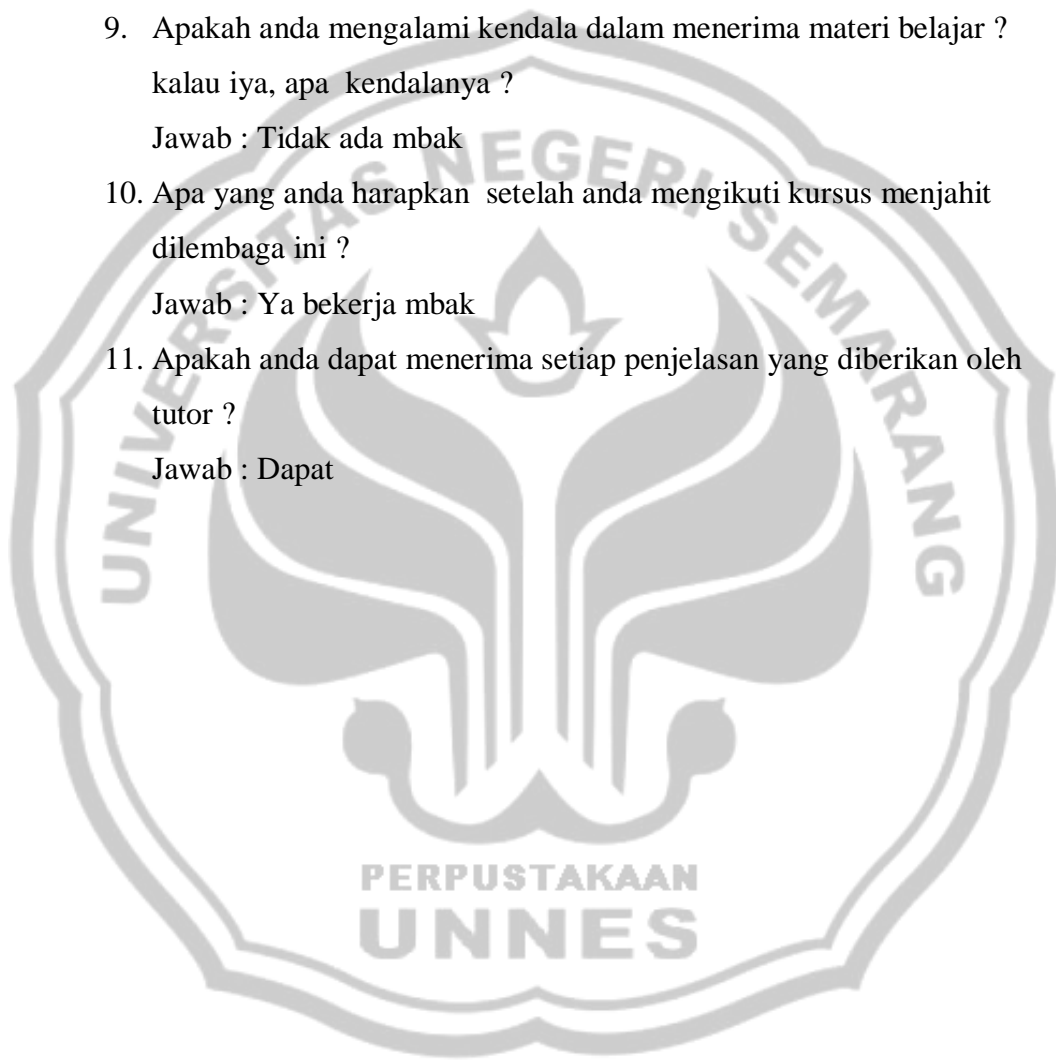 9. Apakah anda mengalami kendala dalam menerima materi belajar ?
kalau iya, apa kendalanya ?
Jawab : Tidak ada mbak
10. Apa yang anda harapkan setelah anda mengikuti kursus menjahit
dilembaga ini ?
Jawab : Ya bekerja mbak
11. Apakah anda dapat menerima setiap penjelasan yang diberikan oleh
tutor ?
Jawab : Dapat
UNIVERSITAS NEGERI SEMARANG
PERPUSTAKAAN
UNNES